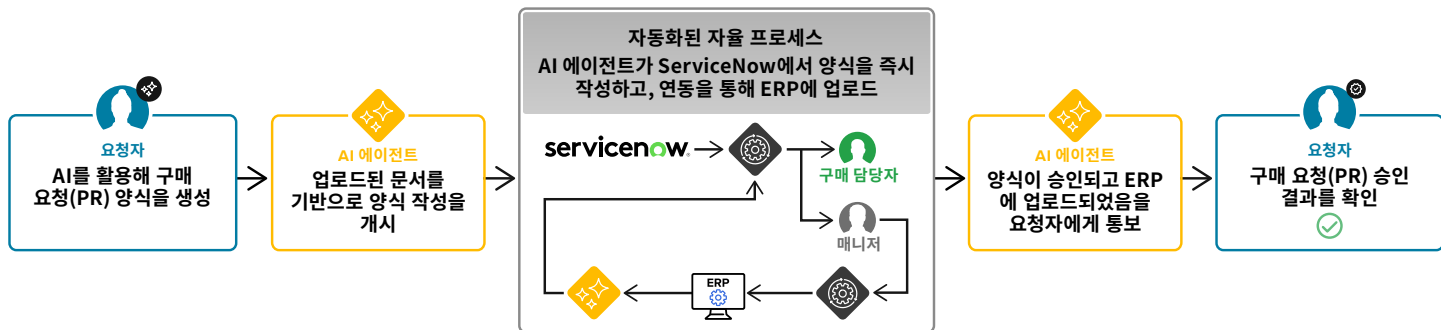 요청자
AI를 활용해 구매
요청(PR) 양식을 생성
AI 에이전트
업로드된 문서를
기반으로 양식 작성을
개시
자동화된 자율 프로세스
AI 에이전트가 ServiceNow에서 양식을 즉시
작성하고, 연동을 통해 ERP에 업로드
servicenow
구매 담당자
매니저
ERP
AI 에이전트
양식이 승인되고 ERP
에 업로드되었음을
요청자에게 통보
요청자
구매 요청(PR) 승인
결과를 확인